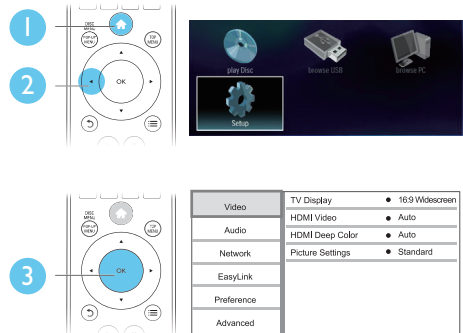 1
DISC MENU
POP-UP MENU
TOP MENU
2
OK
play Disc
browse USB
browse PC
Setup
DISC MENU
POP-UP MENU
TOP MENU
3
OK
Video
Audio
Network
EasyLink
Preference
Advanced
TV Display ● 16:9 Widescreen
HDMI Video ● Auto
HDMI Deep Color ● Auto
Picture Settings ● Standard